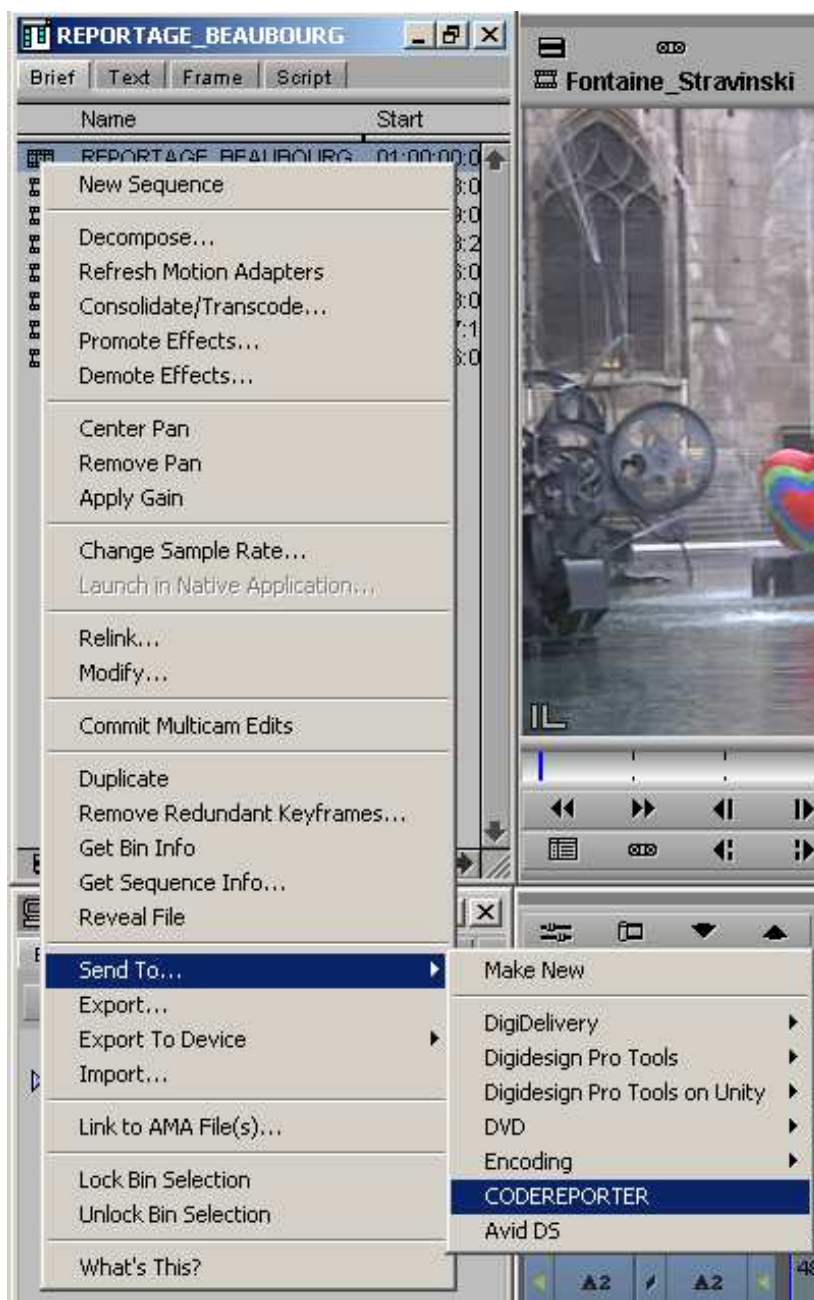 REPORTAGE_BEAUBOURG
Brief Text Frame Script
Name Start
REPORTAGE_BEAUBOURG 01:00:00:0
New Sequence
Decompose...
Refresh Motion Adapters
Consolidate/Transcode...
Promote Effects...
Demote Effects...
Center Pan
Remove Pan
Apply Gain
Change Sample Rate...
Launch in Native Application...
Relink...
Modify...
Commit Multicam Edits
Duplicate
Remove Redundant Keyframes...
Get Bin Info
Get Sequence Info...
Reveal File
Send To...
Export...
Export To Device
Import...
Link to AMA File(s)...
Lock Bin Selection
Unlock Bin Selection
What's This?
Fontaine_Stravinski
Make New
DigiDelivery
Digidesign Pro Tools
Digidesign Pro Tools on Unity
DVD
Encoding
CODEREPORTER
Avid DS
A2 A2 48